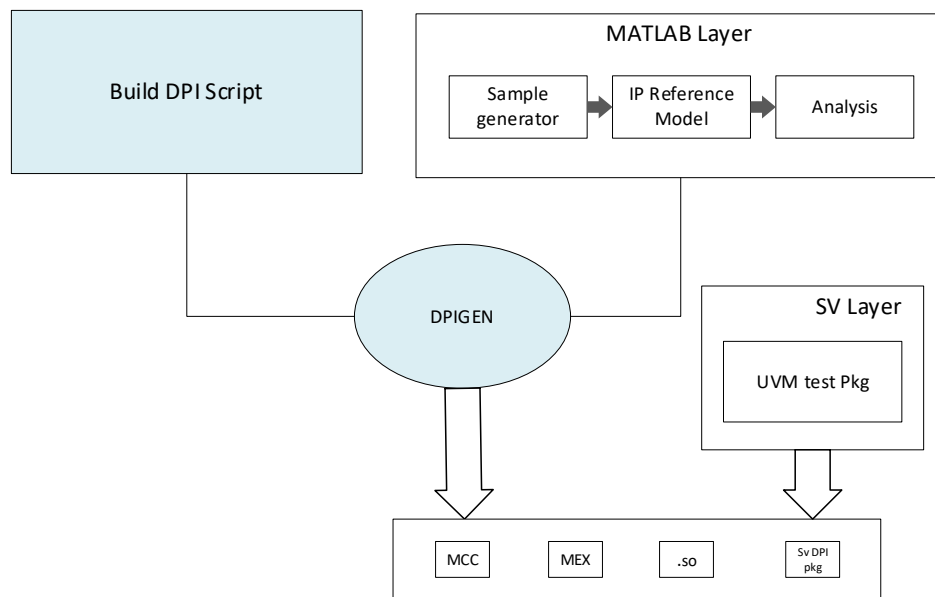 Build DPI Script
MATLAB Layer
Sample
generator
IP Reference
Model
Analysis
DPIGEN
SV Layer
UVM test Pkg
MCC
MEX
.so
Sv DPI
pkg